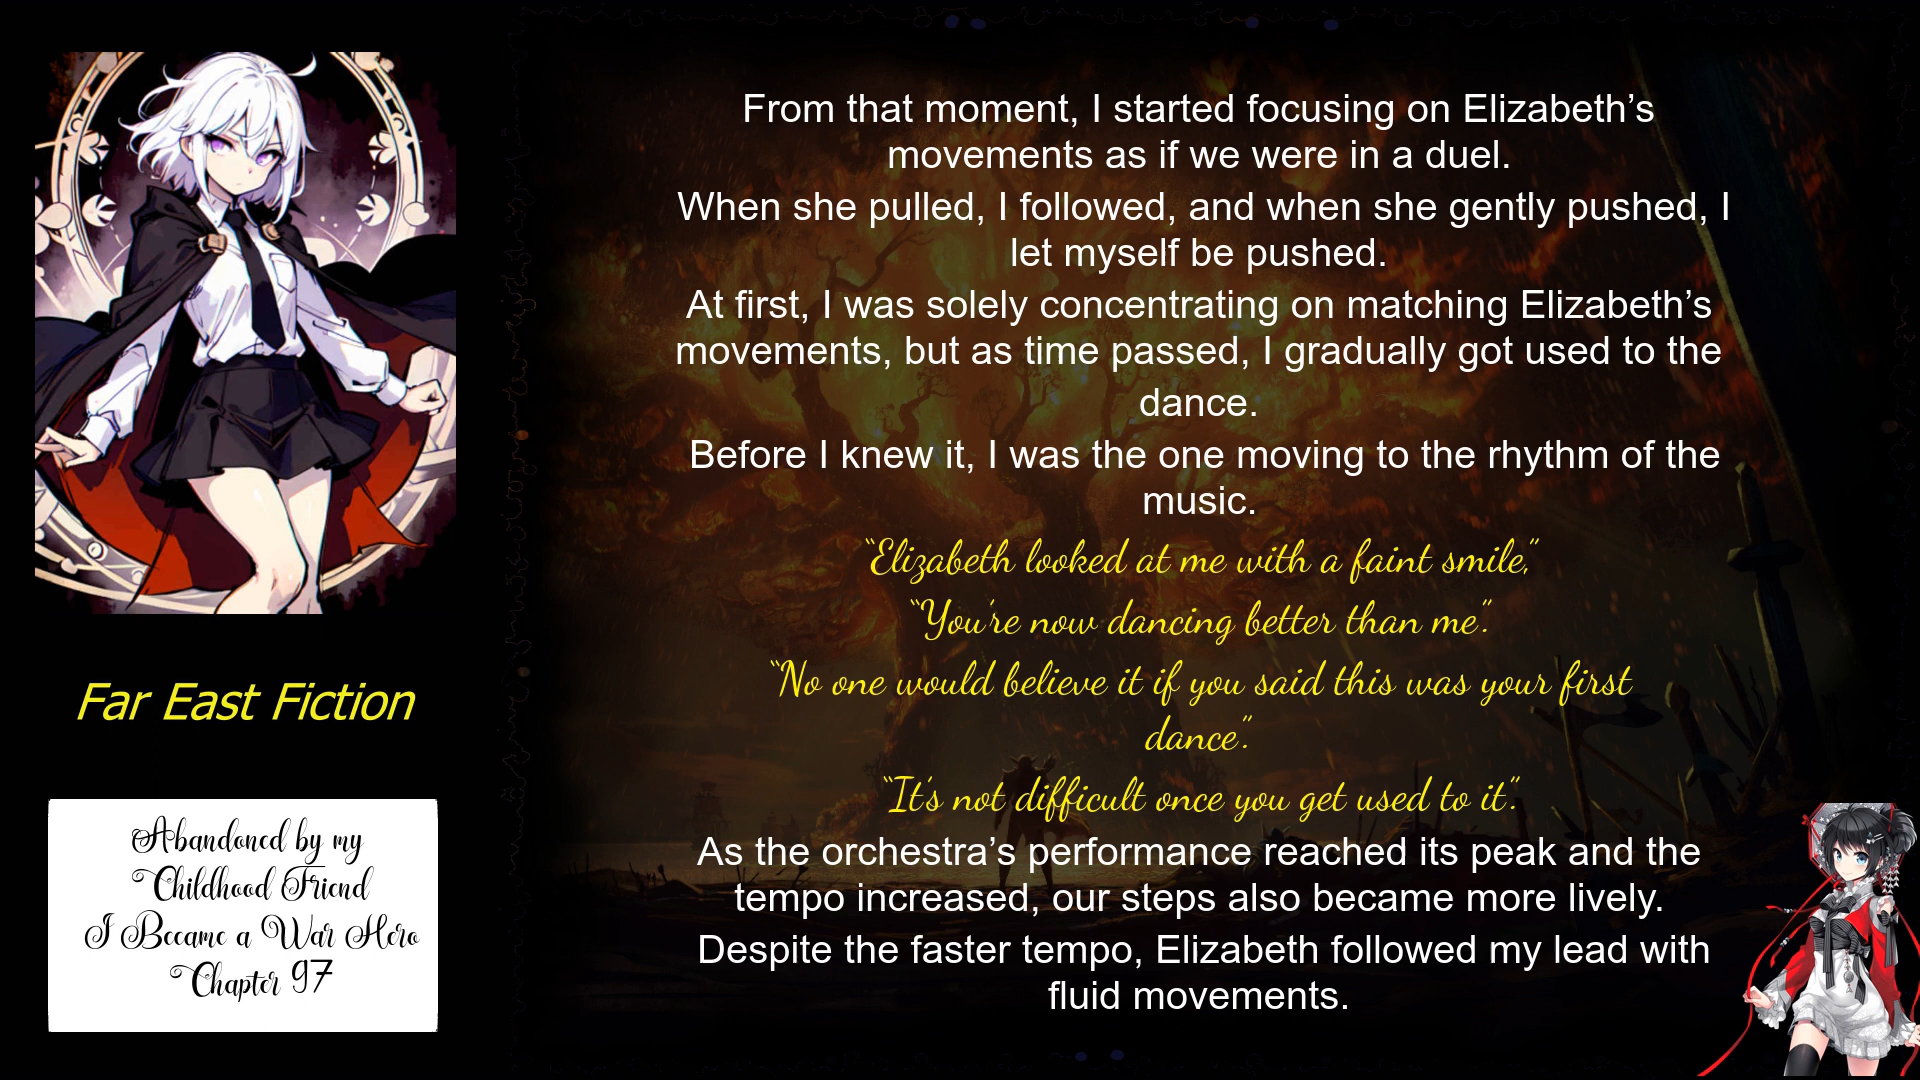 From that moment, I started focusing on Elizabeth’s
movements as if we were in a duel.
When she pulled, I followed, and when she gently pushed, I
let myself be pushed.
At first, I was solely concentrating on matching Elizabeth’s
movements, but as time passed, I gradually got used to the
dance.
Before I knew it, I was the one moving to the rhythm of the
music.
“Elizabeth looked at me with a faint smile,”
“You’re now dancing better than me”.
“No one would believe it if you said this was your first
dance”.
“It’s not difficult once you get used to it”.
As the orchestra’s performance reached its peak and the
tempo increased, our steps also became more lively.
Despite the faster tempo, Elizabeth followed my lead with
fluid movements.
Far East Fiction
Abandoned by my
Childhood Friend
I Became a War Hero
Chapter 97